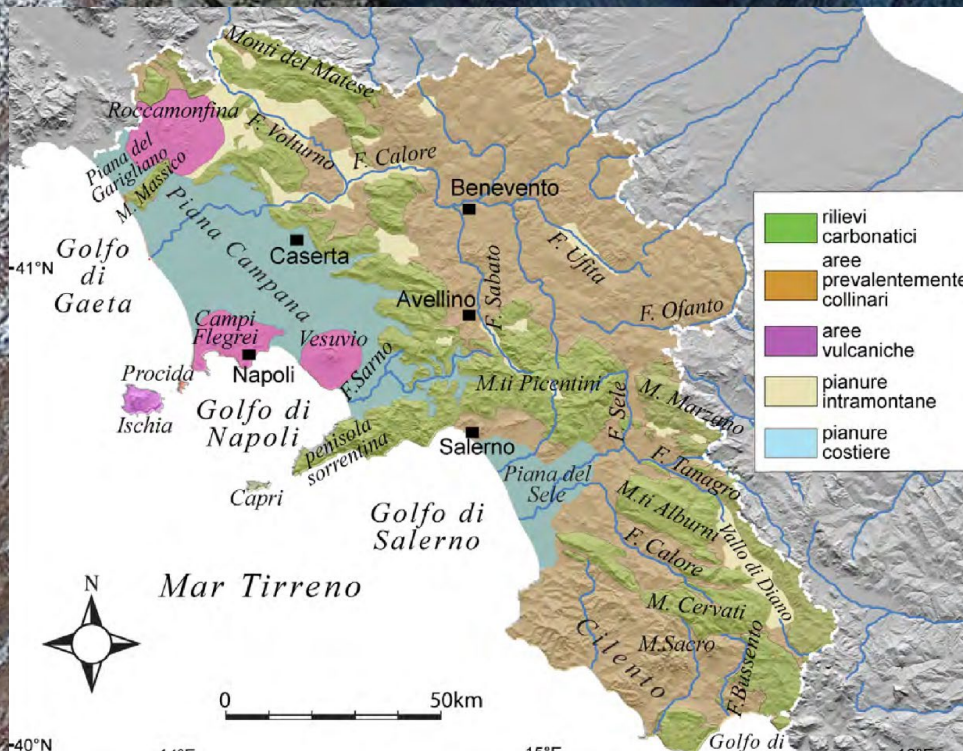 Monti del Matese
Roccamonfina
F. Volturno
F. Calore
Piana del
Garigliano
M. Massico
Piana Campana
Benevento
Caserta
Golfo
di
Gaeta
41°N
F. Ufita
F. Sabato
Avellino
F. Ofanto
Campi
Flegrei
Vesuvio
Napoli
Procida
Ischia
F. Sarno
Golfo di
Napoli
M.ti Picentini
F. Sele
M. Marzano
penisola
sorrentina
Salerno
Piana del
Sele
Capri
F. Tanagro
M.ti Alburni
Vallo di Diano
Golfo di
Salerno
F. Calore
Mar Tirreno
M. Cervati
Cilento
M.Sacro
F.Bussento
Golfo di
N
0 50km
40°N
14°E
15°E
rilievi
carbonatici
aree
prevalentemente
collinari
aree
vulcaniche
pianure
intramontane
pianure
costiere